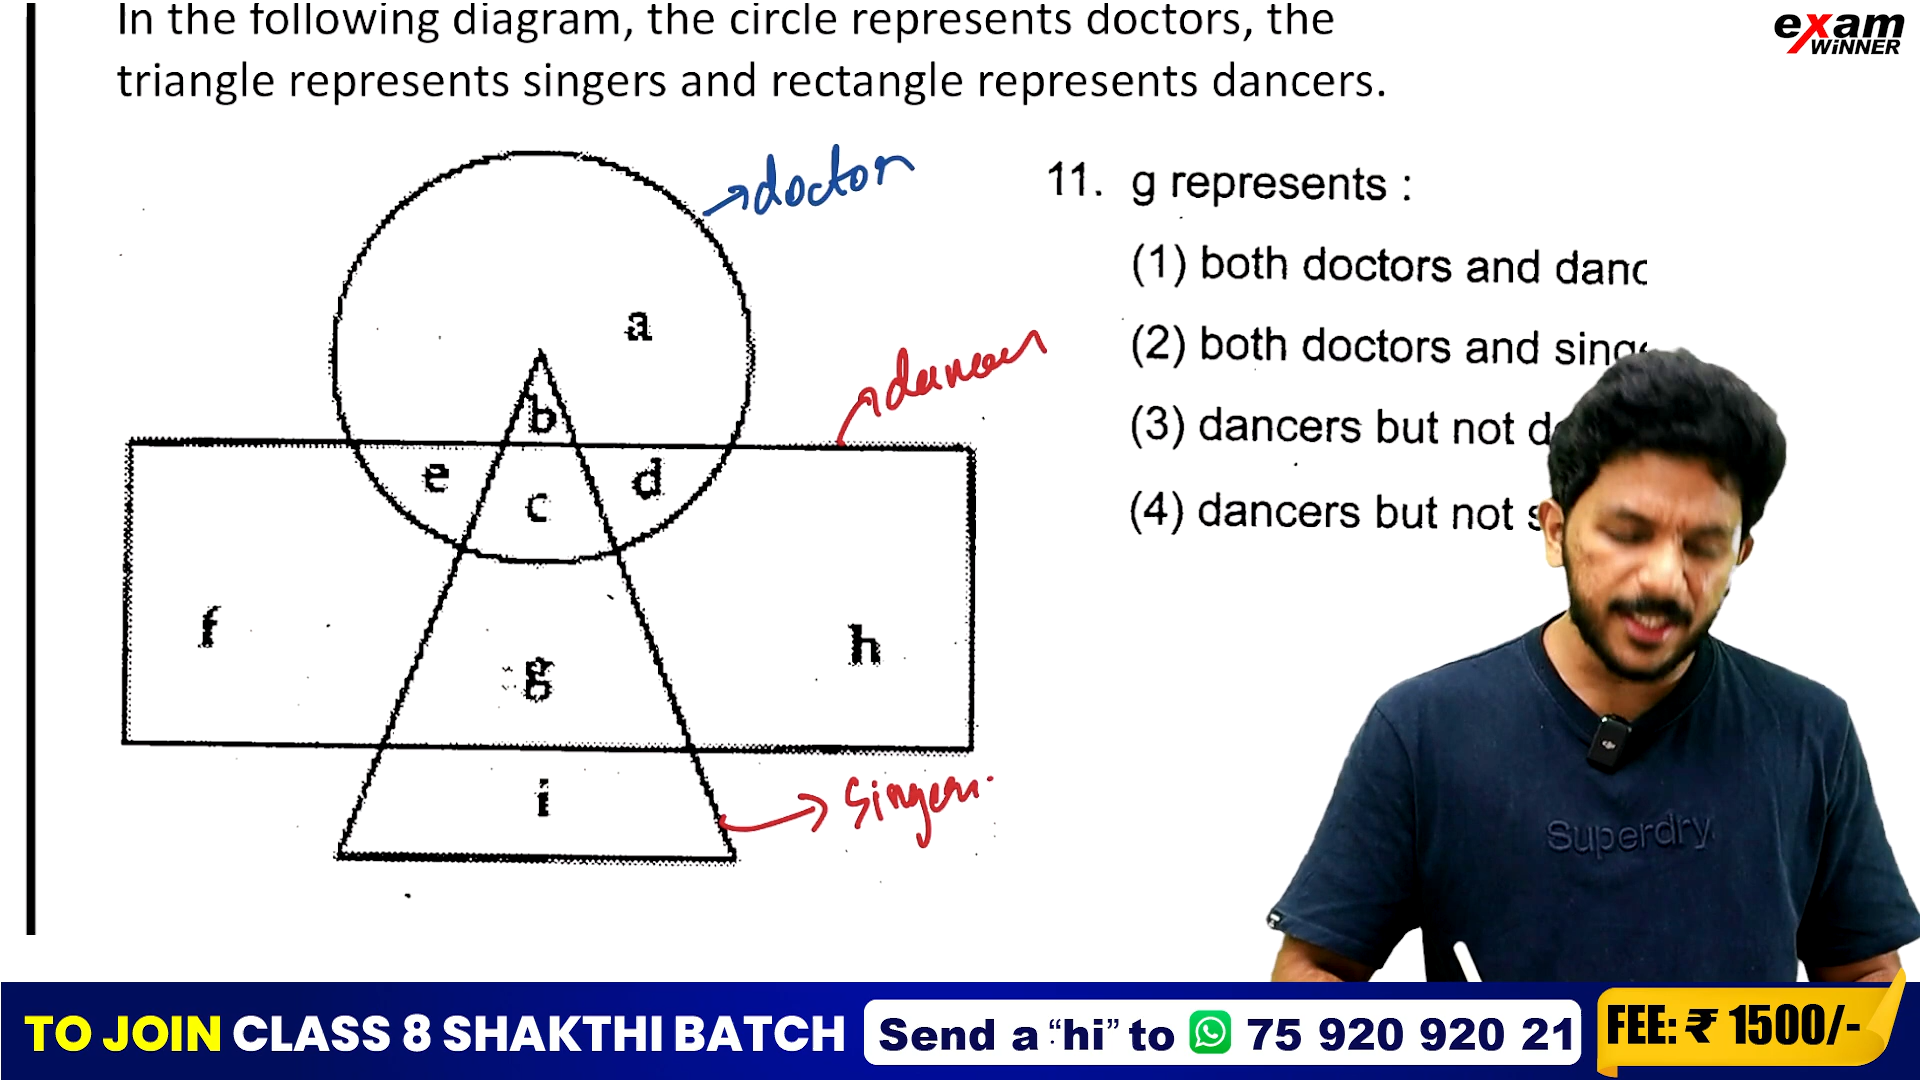 In the following diagram, the circle represents doctors, the
triangle represents singers and rectangle represents dancers.
exam
WiNNER
doctor
a
b
e
c
d
f
g
h
i
dancer
Singers
11. g represents :
(1) both doctors and danc
(2) both doctors and sing
(3) dancers but not d
(4) dancers but not s
Superdry
TO JOIN CLASS 8 SHAKTHI BATCH
Send a “hi” to 75 920 920 21
FEE: ₹ 1500/-